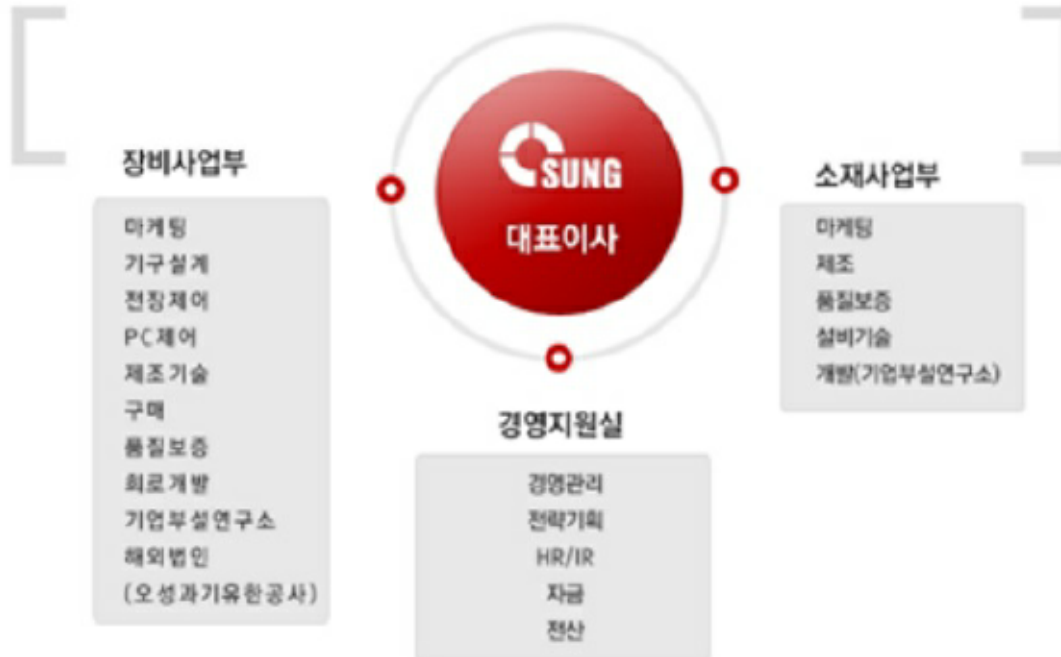 OSUNG
대표이사
장비사업부
마케팅
기구설계
전장제어
PC제어
제조기술
구매
품질보증
회로개발
기업부설연구소
해외법인
(오성과기유한공사)
경영지원실
경영관리
전략기획
HR/IR
자금
전산
소재사업부
마케팅
제조
품질보증
설비기술
개발(기업부설연구소)